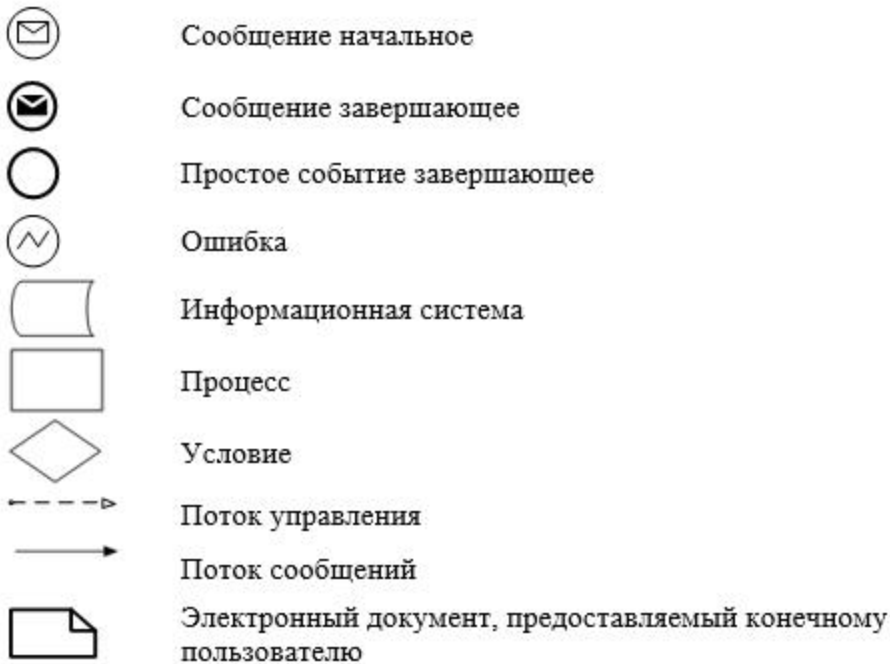 Сообщение начальное
Сообщение завершающее
Простое событие завершающее
Ошибка
Информационная система
Процесс
Условие
Поток управления
Поток сообщений
Электронный документ, предоставляемый конечному
пользователю